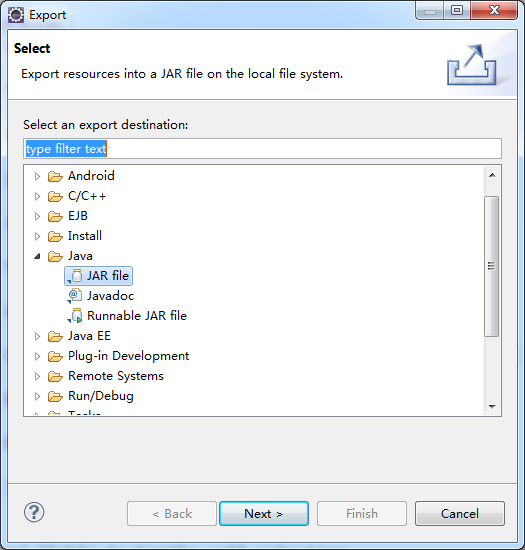 Export
Select
Export resources into a JAR file on the local file system.
Select an export destination:
type filter text
Android
C/C++
EJB
Install
Java
JAR file
Javadoc
Runnable JAR file
Java EE
Plug-in Development
Remote Systems
Run/Debug
Tasks
< Back
Next >
Finish
Cancel